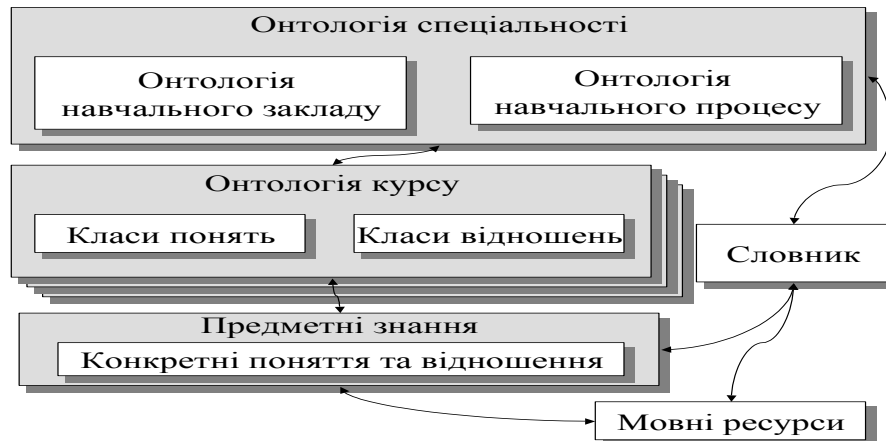 Онтологія спеціальності
Онтологія
навчального закладу
Онтологія
навчального процесу
Онтологія курсу
Класи понять
Класи відношень
Словник
Предметні знання
Конкретні поняття та відношення
Мовні ресурси